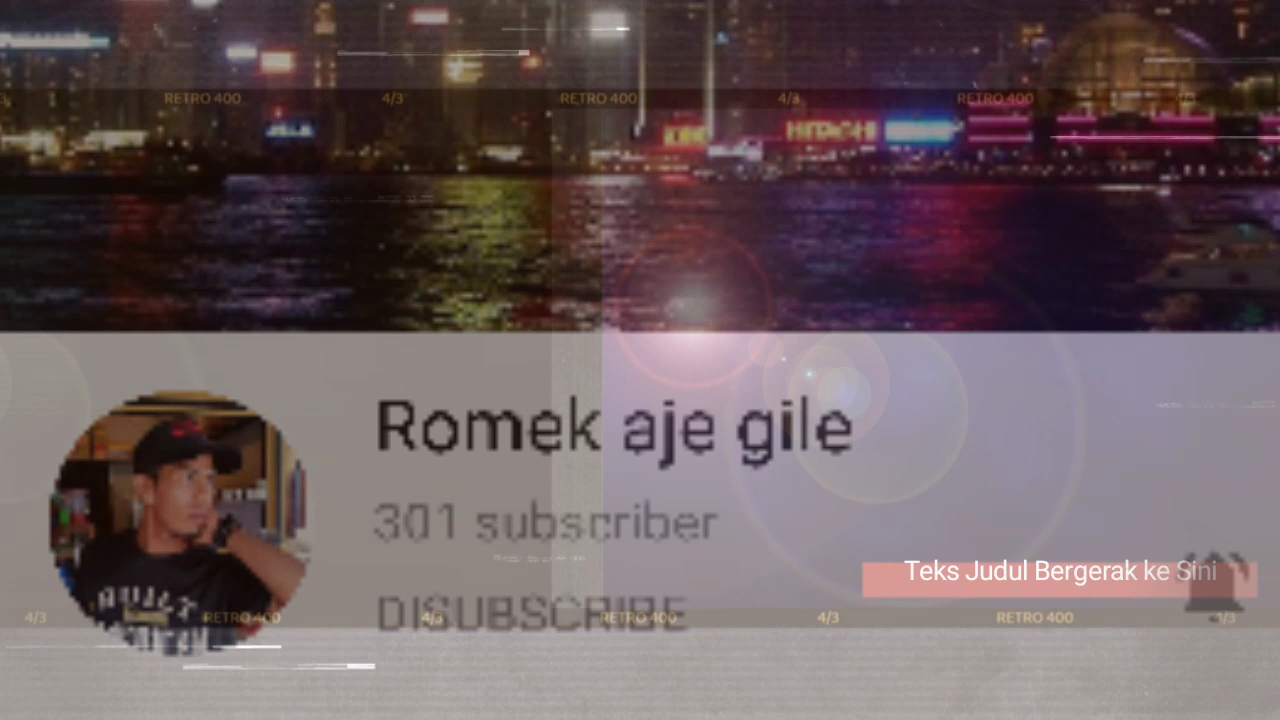 RETRO 400 4/3 RETRO 400 4/3 RETRO 400
HITACHI
Romek aje gile
301 subscriber
Teks Judul Bergerak ke Sini
DISUBSCRIBE
4/3 RETRO 400 4/3 RETRO 400 4/3 RETRO 400 4/3
BUILT